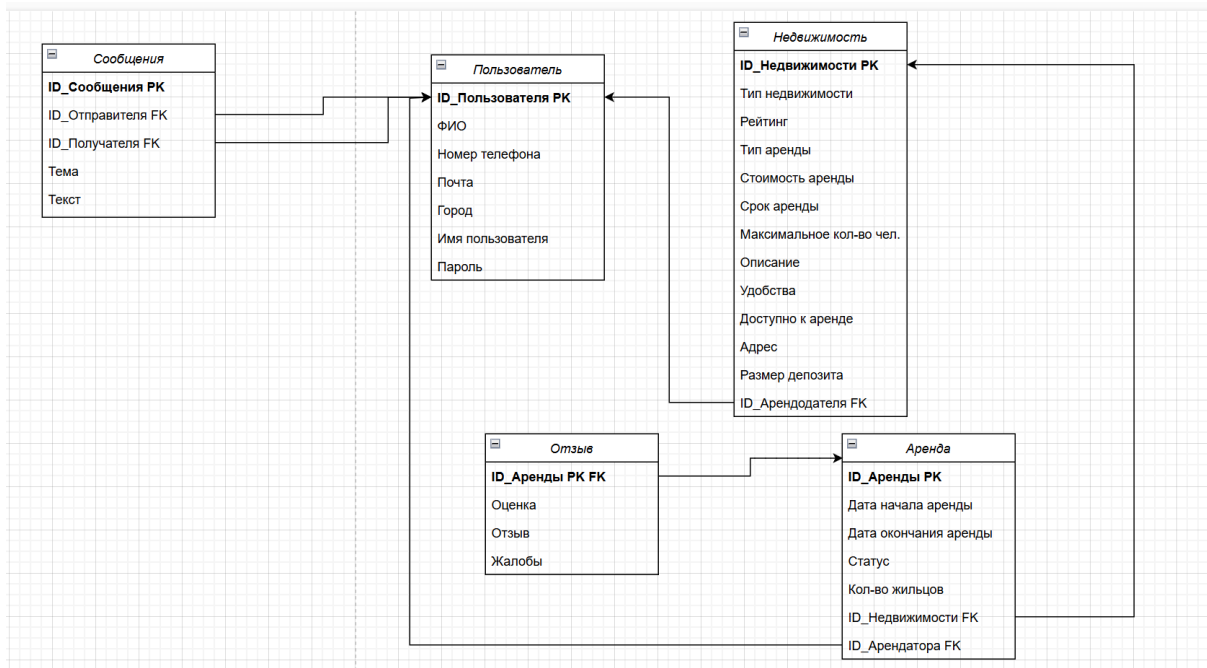 Сообщения
ID_Сообщения PK
ID_Отправителя FK
ID_Получателя FK
Тема
Текст
Пользователь
ID_Пользователя PK
ФИО
Номер телефона
Почта
Город
Имя пользователя
Пароль
Недвижимость
ID_Недвижимости PK
Тип недвижимости
Рейтинг
Тип аренды
Стоимость аренды
Срок аренды
Максимальное кол-во чел.
Описание
Удобства
Доступно к аренде
Адрес
Размер депозита
ID_Арендодателя FK
Отзыв
ID_Аренды PK FK
Оценка
Отзыв
Жалобы
Аренда
ID_Аренды PK
Дата начала аренды
Дата окончания аренды
Статус
Кол-во жильцов
ID_Недвижимости FK
ID_Арендатора FK